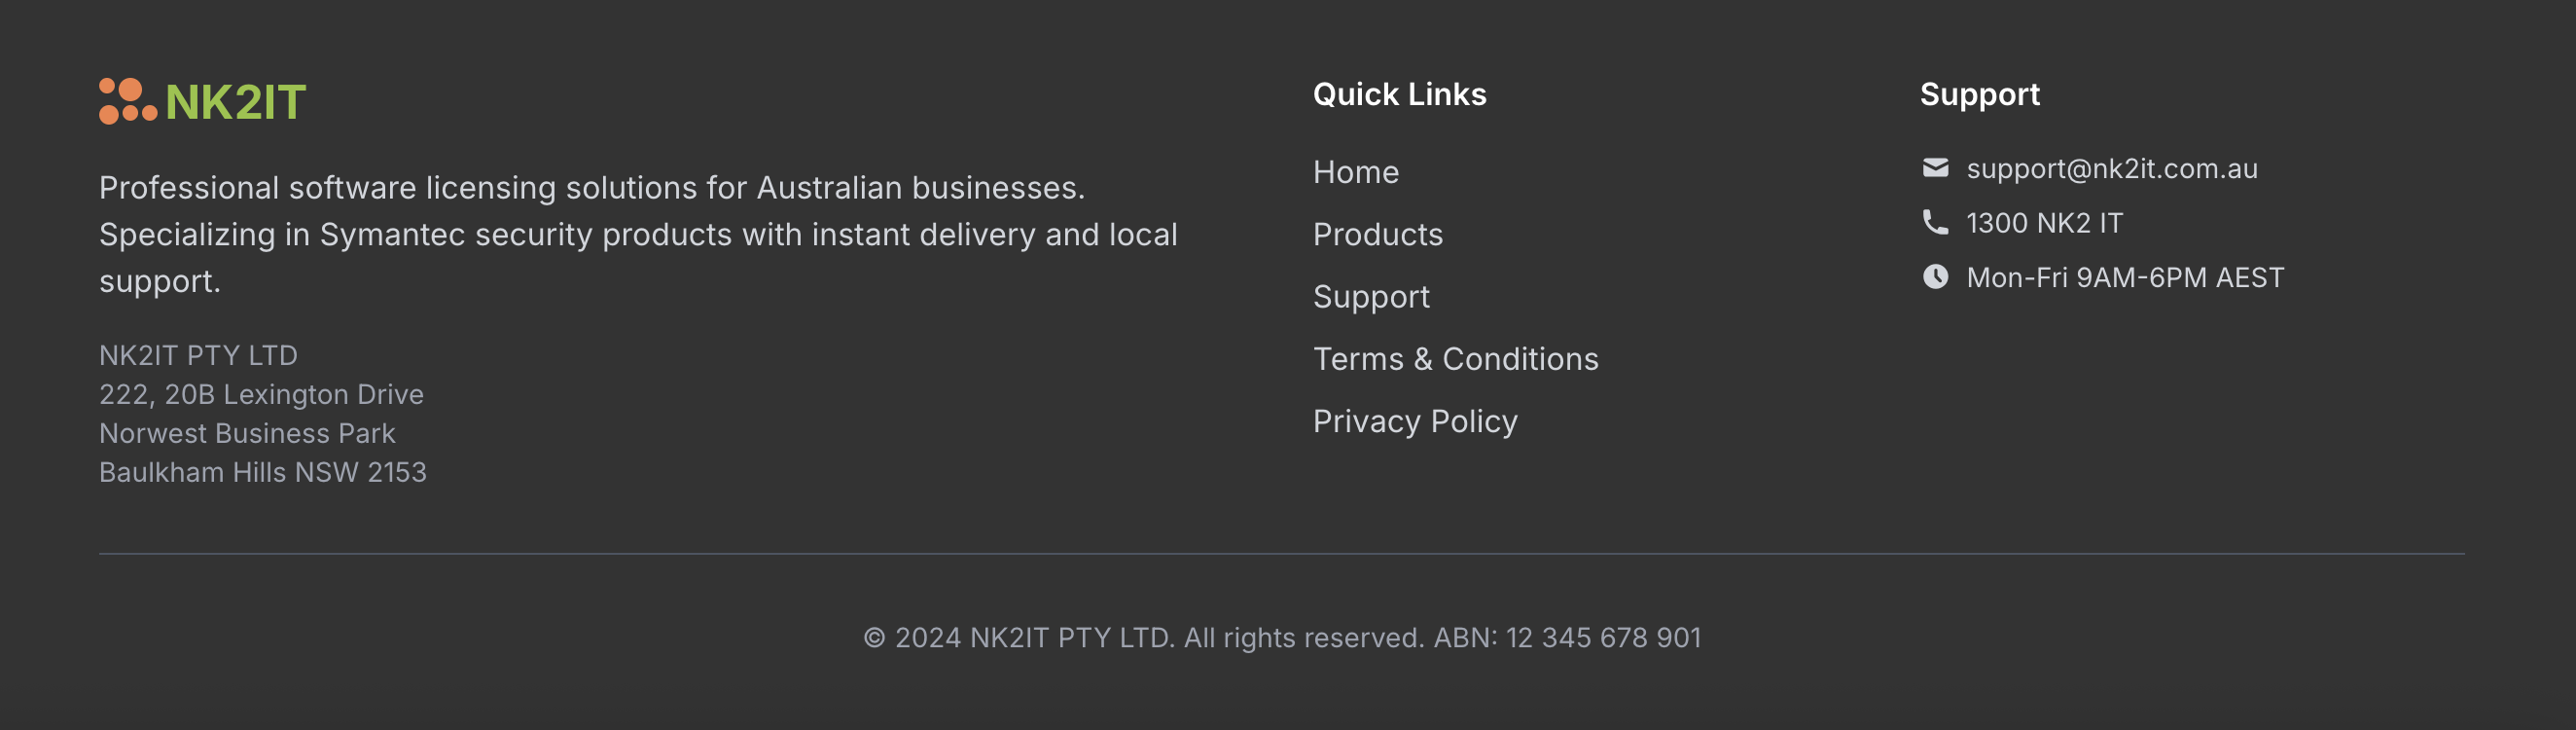 NK2IT
Professional software licensing solutions for Australian businesses.
Specializing in Symantec security products with instant delivery and local
support.
NK2IT PTY LTD
222, 20B Lexington Drive
Norwest Business Park
Baulkham Hills NSW 2153
Quick Links
Home
Products
Support
Terms & Conditions
Privacy Policy
Support
support@nk2it.com.au
1300 NK2 IT
Mon-Fri 9AM-6PM AEST
© 2024 NK2IT PTY LTD. All rights reserved. ABN: 12 345 678 901